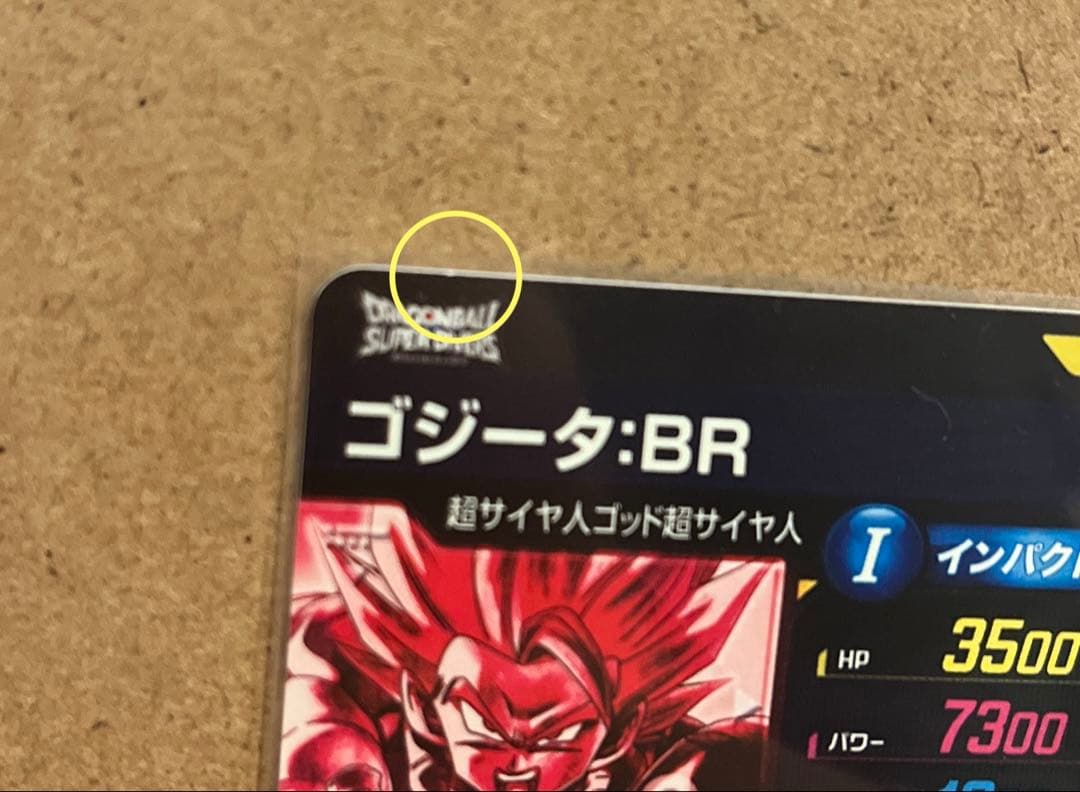 DRAGONBALL
SUPER DIVERS
ゴジータ:BR
超サイヤ人ゴッド超サイヤ人
I インパクト
HP 3500
パワー 7300